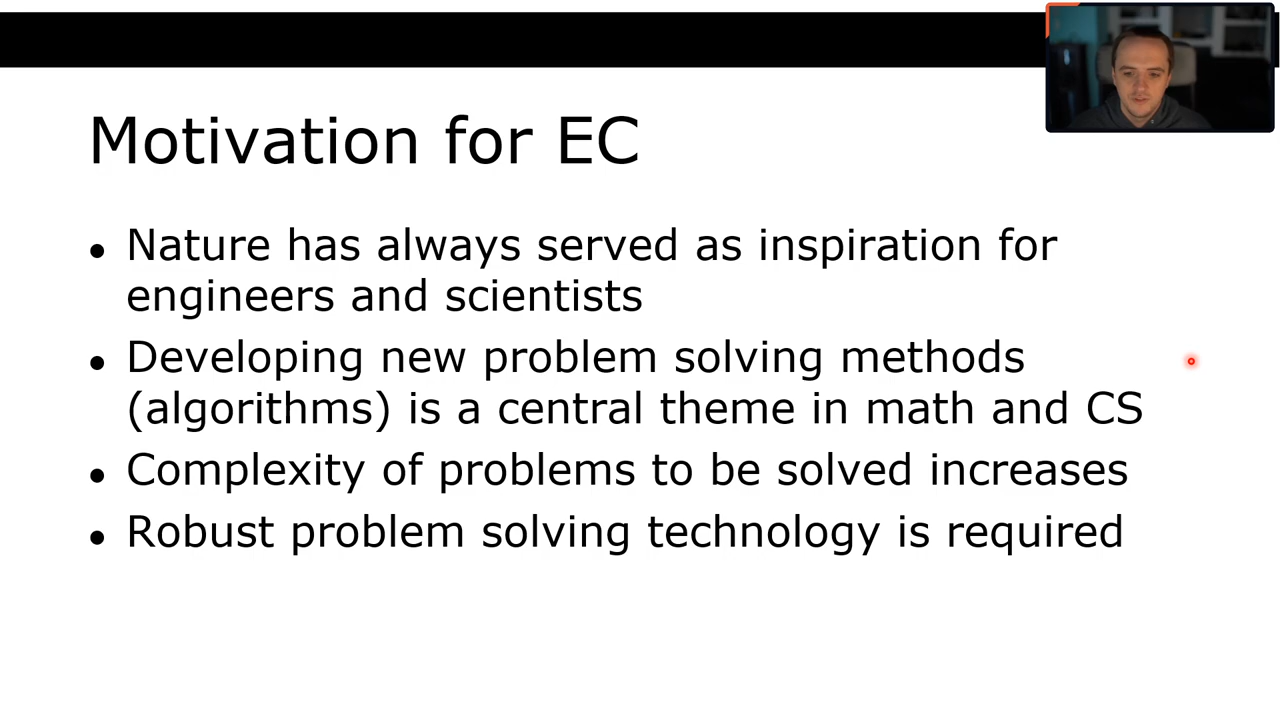 Motivation for EC
• Nature has always served as inspiration for
engineers and scientists
• Developing new problem solving methods
(algorithms) is a central theme in math and CS
• Complexity of problems to be solved increases
• Robust problem solving technology is required